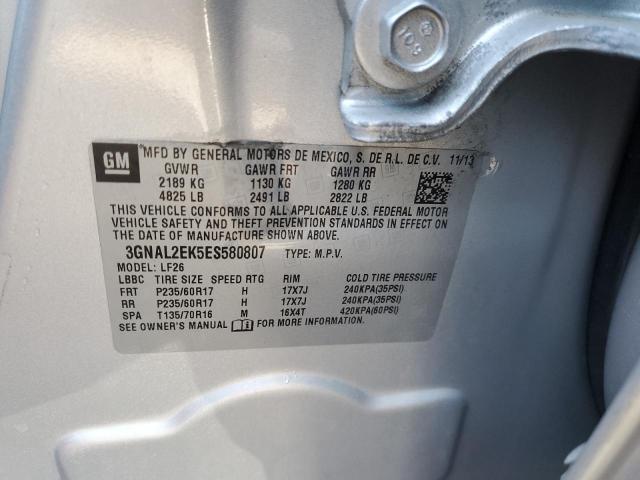 109
GM
*MFD BY GENERAL MOTORS DE MEXICO, S. DE R.L. DE C.V. 11/13
GVWR GAWR FRT GAWR RR
2189 KG 1130 KG 1280 KG
4825 LB 2491 LB 2822 LB
THIS VEHICLE CONFORMS TO ALL APPLICABLE U.S. FEDERAL MOTOR
VEHICLE SAFETY AND THEFT PREVENTION STANDARDS IN EFFECT
ON THE DATE OF MANUFACTURE SHOWN ABOVE.
3GNAL2EK5ES580807 TYPE: M.P.V.
MODEL: LF26
LBBC TIRE SIZE SPEED RTG RIM COLD TIRE PRESSURE
FRT P235/60R17 H 17X7J 240KPA(35PSI)
RR P235/60R17 H 17X7J 240KPA(35PSI)
SPA T135/70R16 M 16X4T 420KPA(60PSI)
SEE OWNER'S MANUAL FOR MORE INFORMATION.